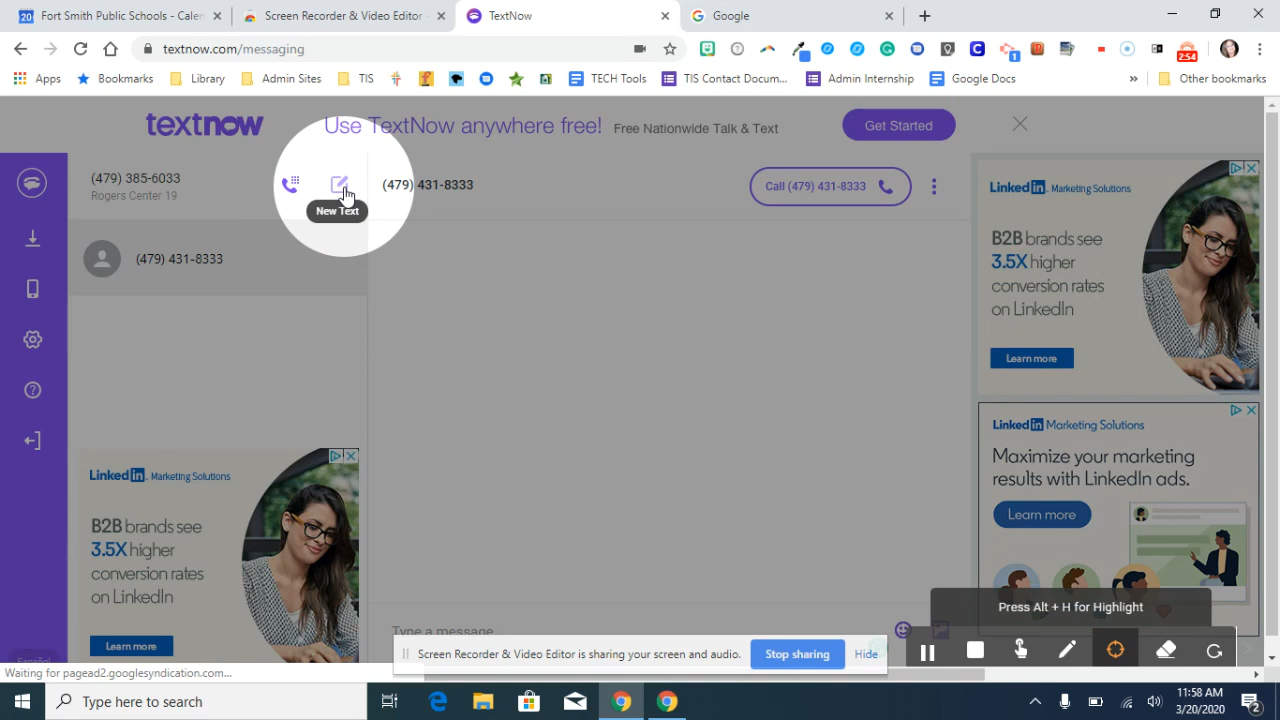 Fort Smith Public Schools - Calen
Screen Recorder & Video Editor -
TextNow
Google
textnow.com/messaging
1
2:54
Apps
Bookmarks
Library
Admin Sites
TIS
TECH Tools
TIS Contact Docum...
Admin Internship
Google Docs
»
Other bookmarks
textnow
Use TextNow anywhere free!
Free Nationwide Talk & Text
Get Started
(479) 385-6033
Rogers Center 19
New Text
(479) 431-8333
Call (479) 431-8333
(479) 431-8333
Linked in Marketing Solutions
B2B brands see
3.5X higher
conversion rates
on LinkedIn
Learn more
Linked in Marketing Solutions
Maximize your marketing
results with LinkedIn ads.
Learn more
Linked in Marketing Solutions
B2B brands see
3.5X higher
conversion rates
on LinkedIn
Learn more
Español
Type a message
Press Alt + H for Highlight
Screen Recorder & Video Editor is sharing your screen and audio.
Stop sharing
Hide
Waiting for pagead2.googlesyndication.com...
Type here to search
11:58 AM
3/20/2020
2